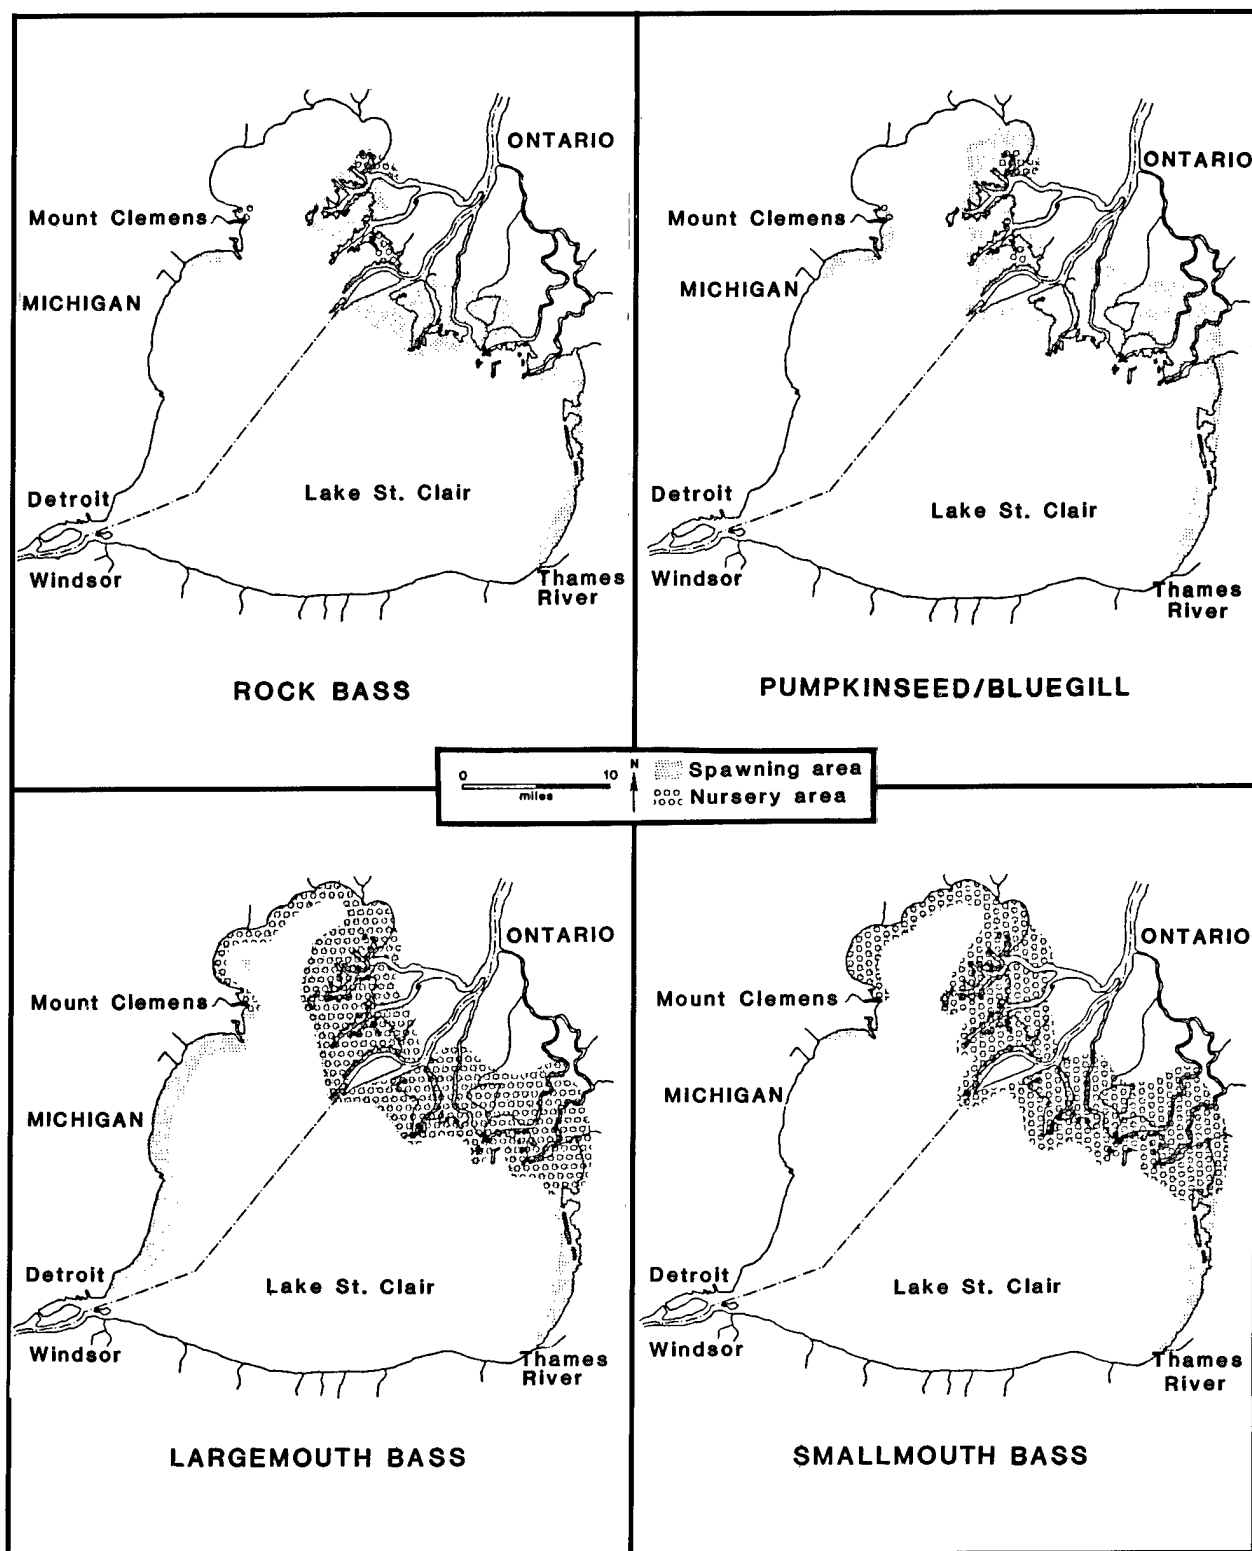 ONTARIO
Mount Clemens
MICHIGAN
Detroit
Lake St. Clair
Windsor
Thames
River
ROCK BASS
ONTARIO
Mount Clemens
MICHIGAN
Detroit
Lake St. Clair
Windsor
Thames
River
PUMPKINSEED/BLUEGILL
0 10
miles
N
Spawning area
Nursery area
ONTARIO
Mount Clemens
MICHIGAN
Detroit
Lake St. Clair
Windsor
Thames
River
LARGEMOUTH BASS
ONTARIO
Mount Clemens
MICHIGAN
Detroit
Lake St. Clair
Windsor
Thames
River
SMALLMOUTH BASS